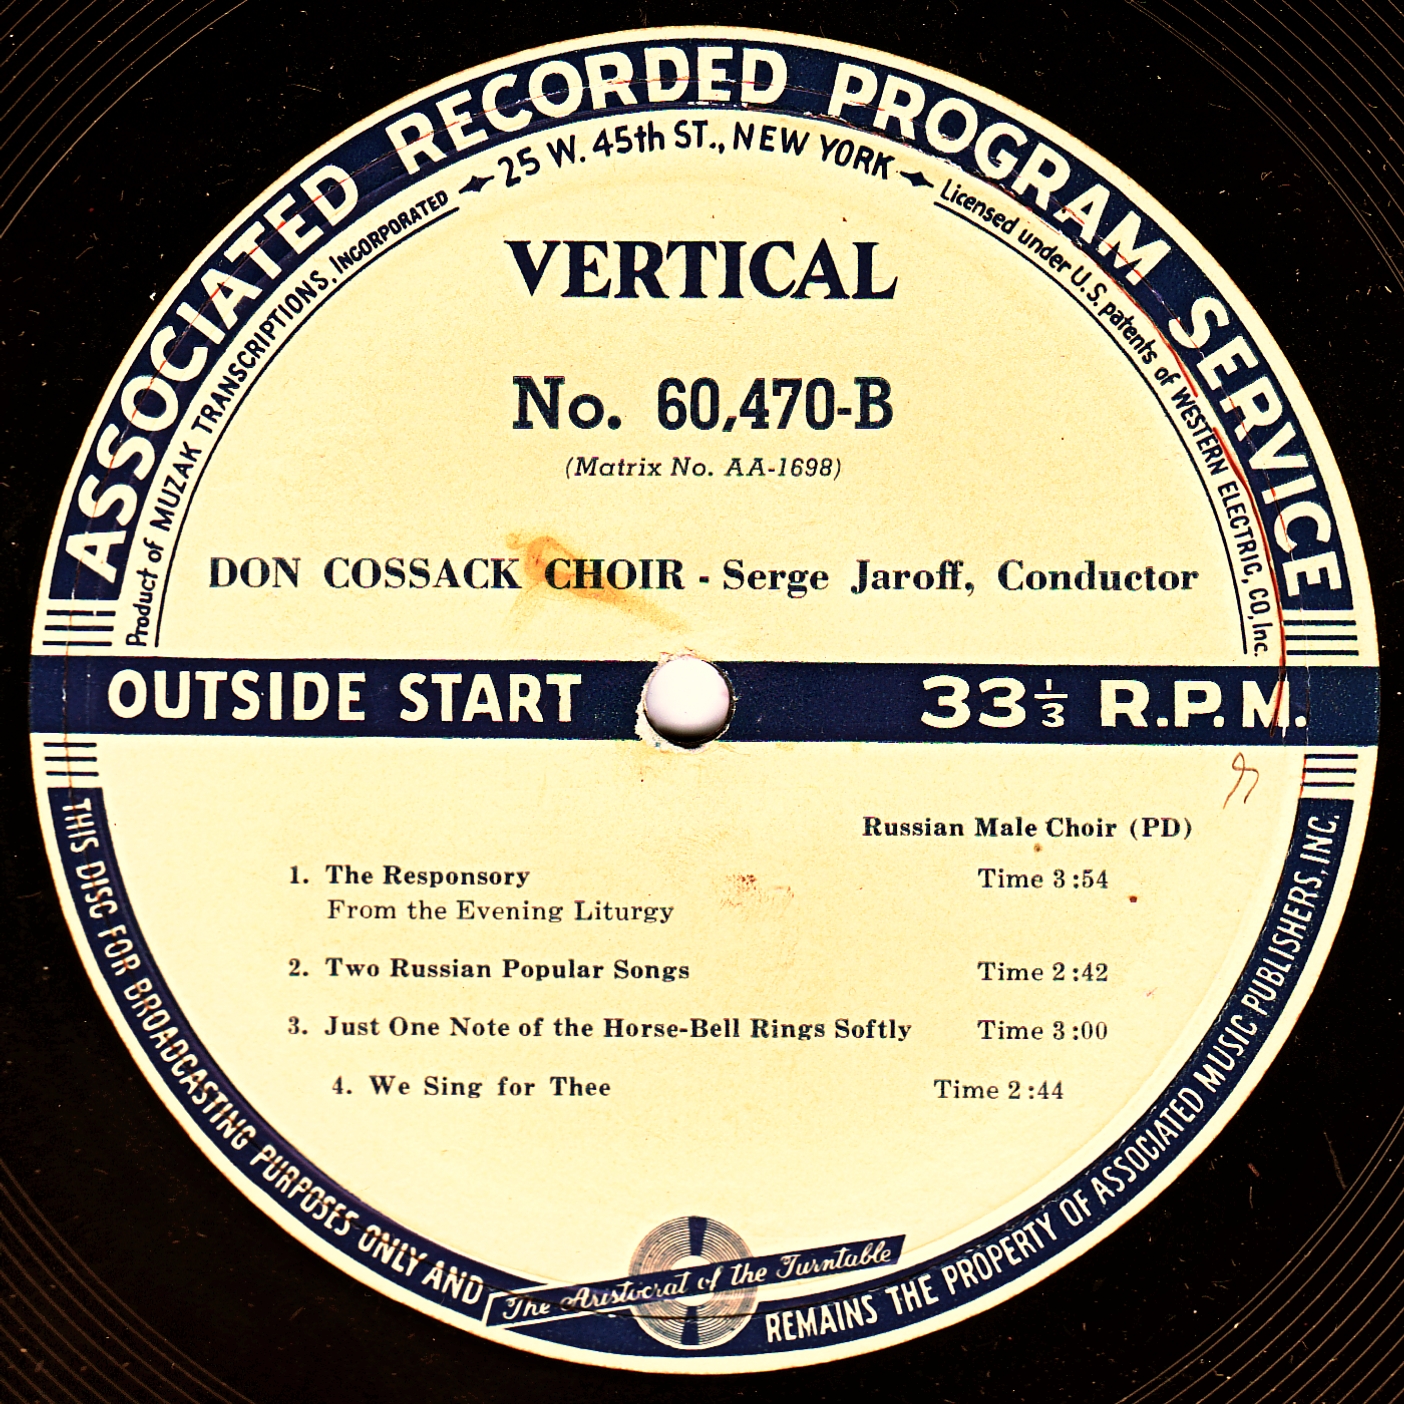 ASSOCIATED RECORDED PROGRAM SERVICE
25 W. 45th ST., NEW YORK
Product of MUZAK TRANSCRIPTIONS, INCORPORATED
Licensed under U.S. patents of WESTERN ELECTRIC, CO, Inc.
VERTICAL
No. 60,470-B
(Matrix No. AA-1698)
DON COSSACK CHOIR - Serge Jaroff, Conductor
OUTSIDE START 33 1/3 R.P.M.
Russian Male Choir (PD)
1. The Responsory Time 3:54
From the Evening Liturgy
2. Two Russian Popular Songs Time 2:42
3. Just One Note of the Horse-Bell Rings Softly Time 3:00
4. We Sing for Thee Time 2:44
THIS DISC FOR BROADCASTING PURPOSES ONLY AND
The Aristocrat of the Turntable
REMAINS THE PROPERTY OF ASSOCIATED MUSIC PUBLISHERS, INC.